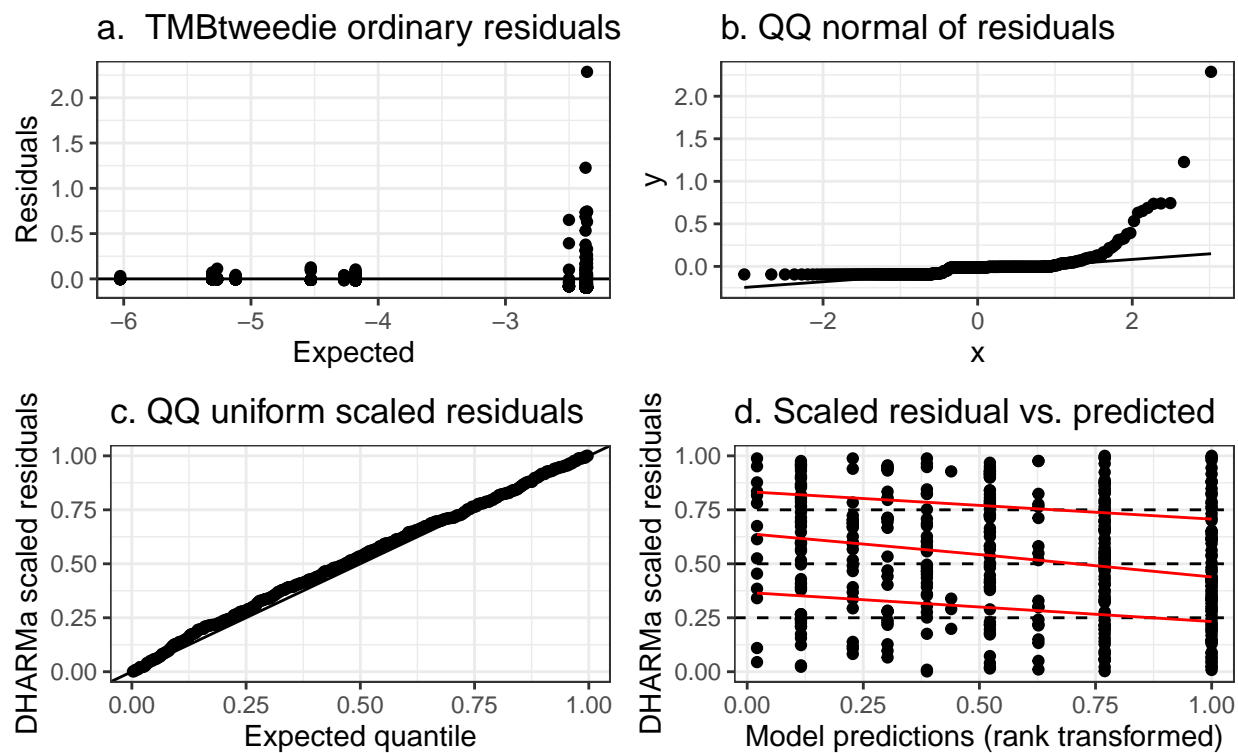 a.  TMBtweedie ordinary residuals
Residuals
2.0
1.5
1.0
0.5
0.0
−6 −5 −4 −3
Expected
b. QQ normal of residuals
y
2.0
1.5
1.0
0.5
0.0
−2 0 2
x
c. QQ uniform scaled residuals
DHARMa scaled residuals
1.00
0.75
0.50
0.25
0.00
0.00 0.25 0.50 0.75 1.00
Expected quantile
d. Scaled residual vs. predicted
DHARMa scaled residuals
1.00
0.75
0.50
0.25
0.00
0.00 0.25 0.50 0.75 1.00
Model predictions (rank transformed)